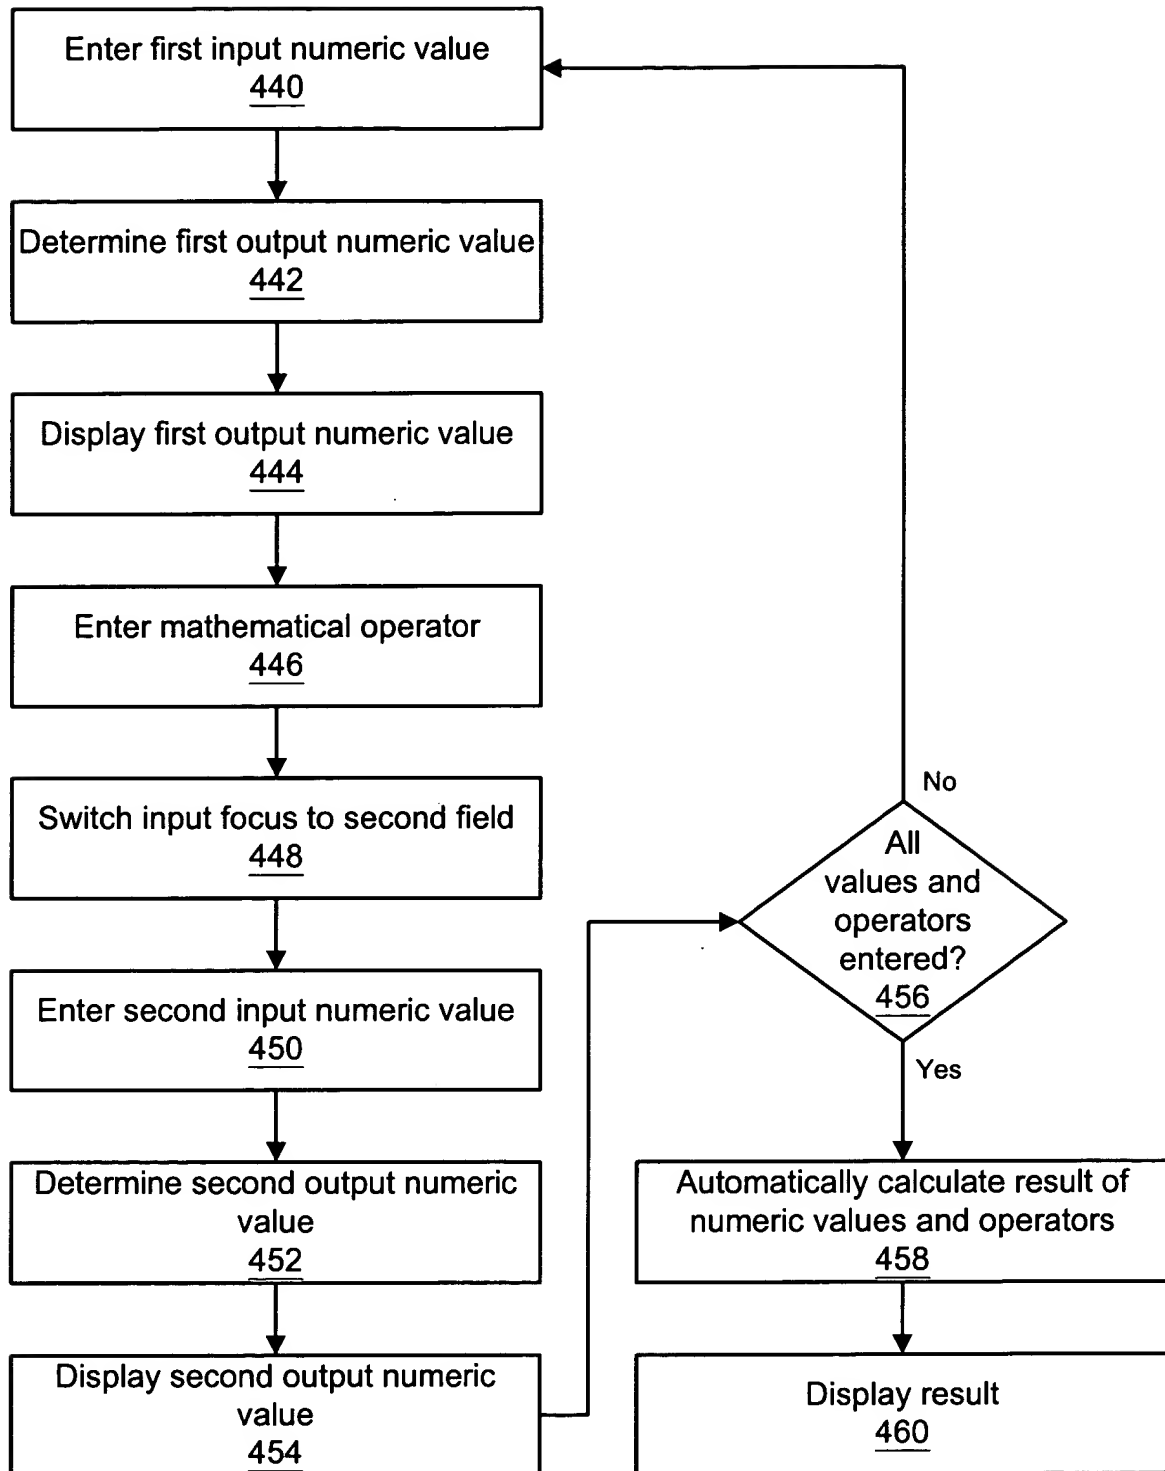 Enter first input numeric value
440
Determine first output numeric value
442
Display first output numeric value
444
Enter mathematical operator
446
Switch input focus to second field
448
Enter second input numeric value
450
Determine second output numeric
value
452
Display second output numeric
value
454
No
All
values and
operators
entered?
456
Yes
Automatically calculate result of
numeric values and operators
458
Display result
460